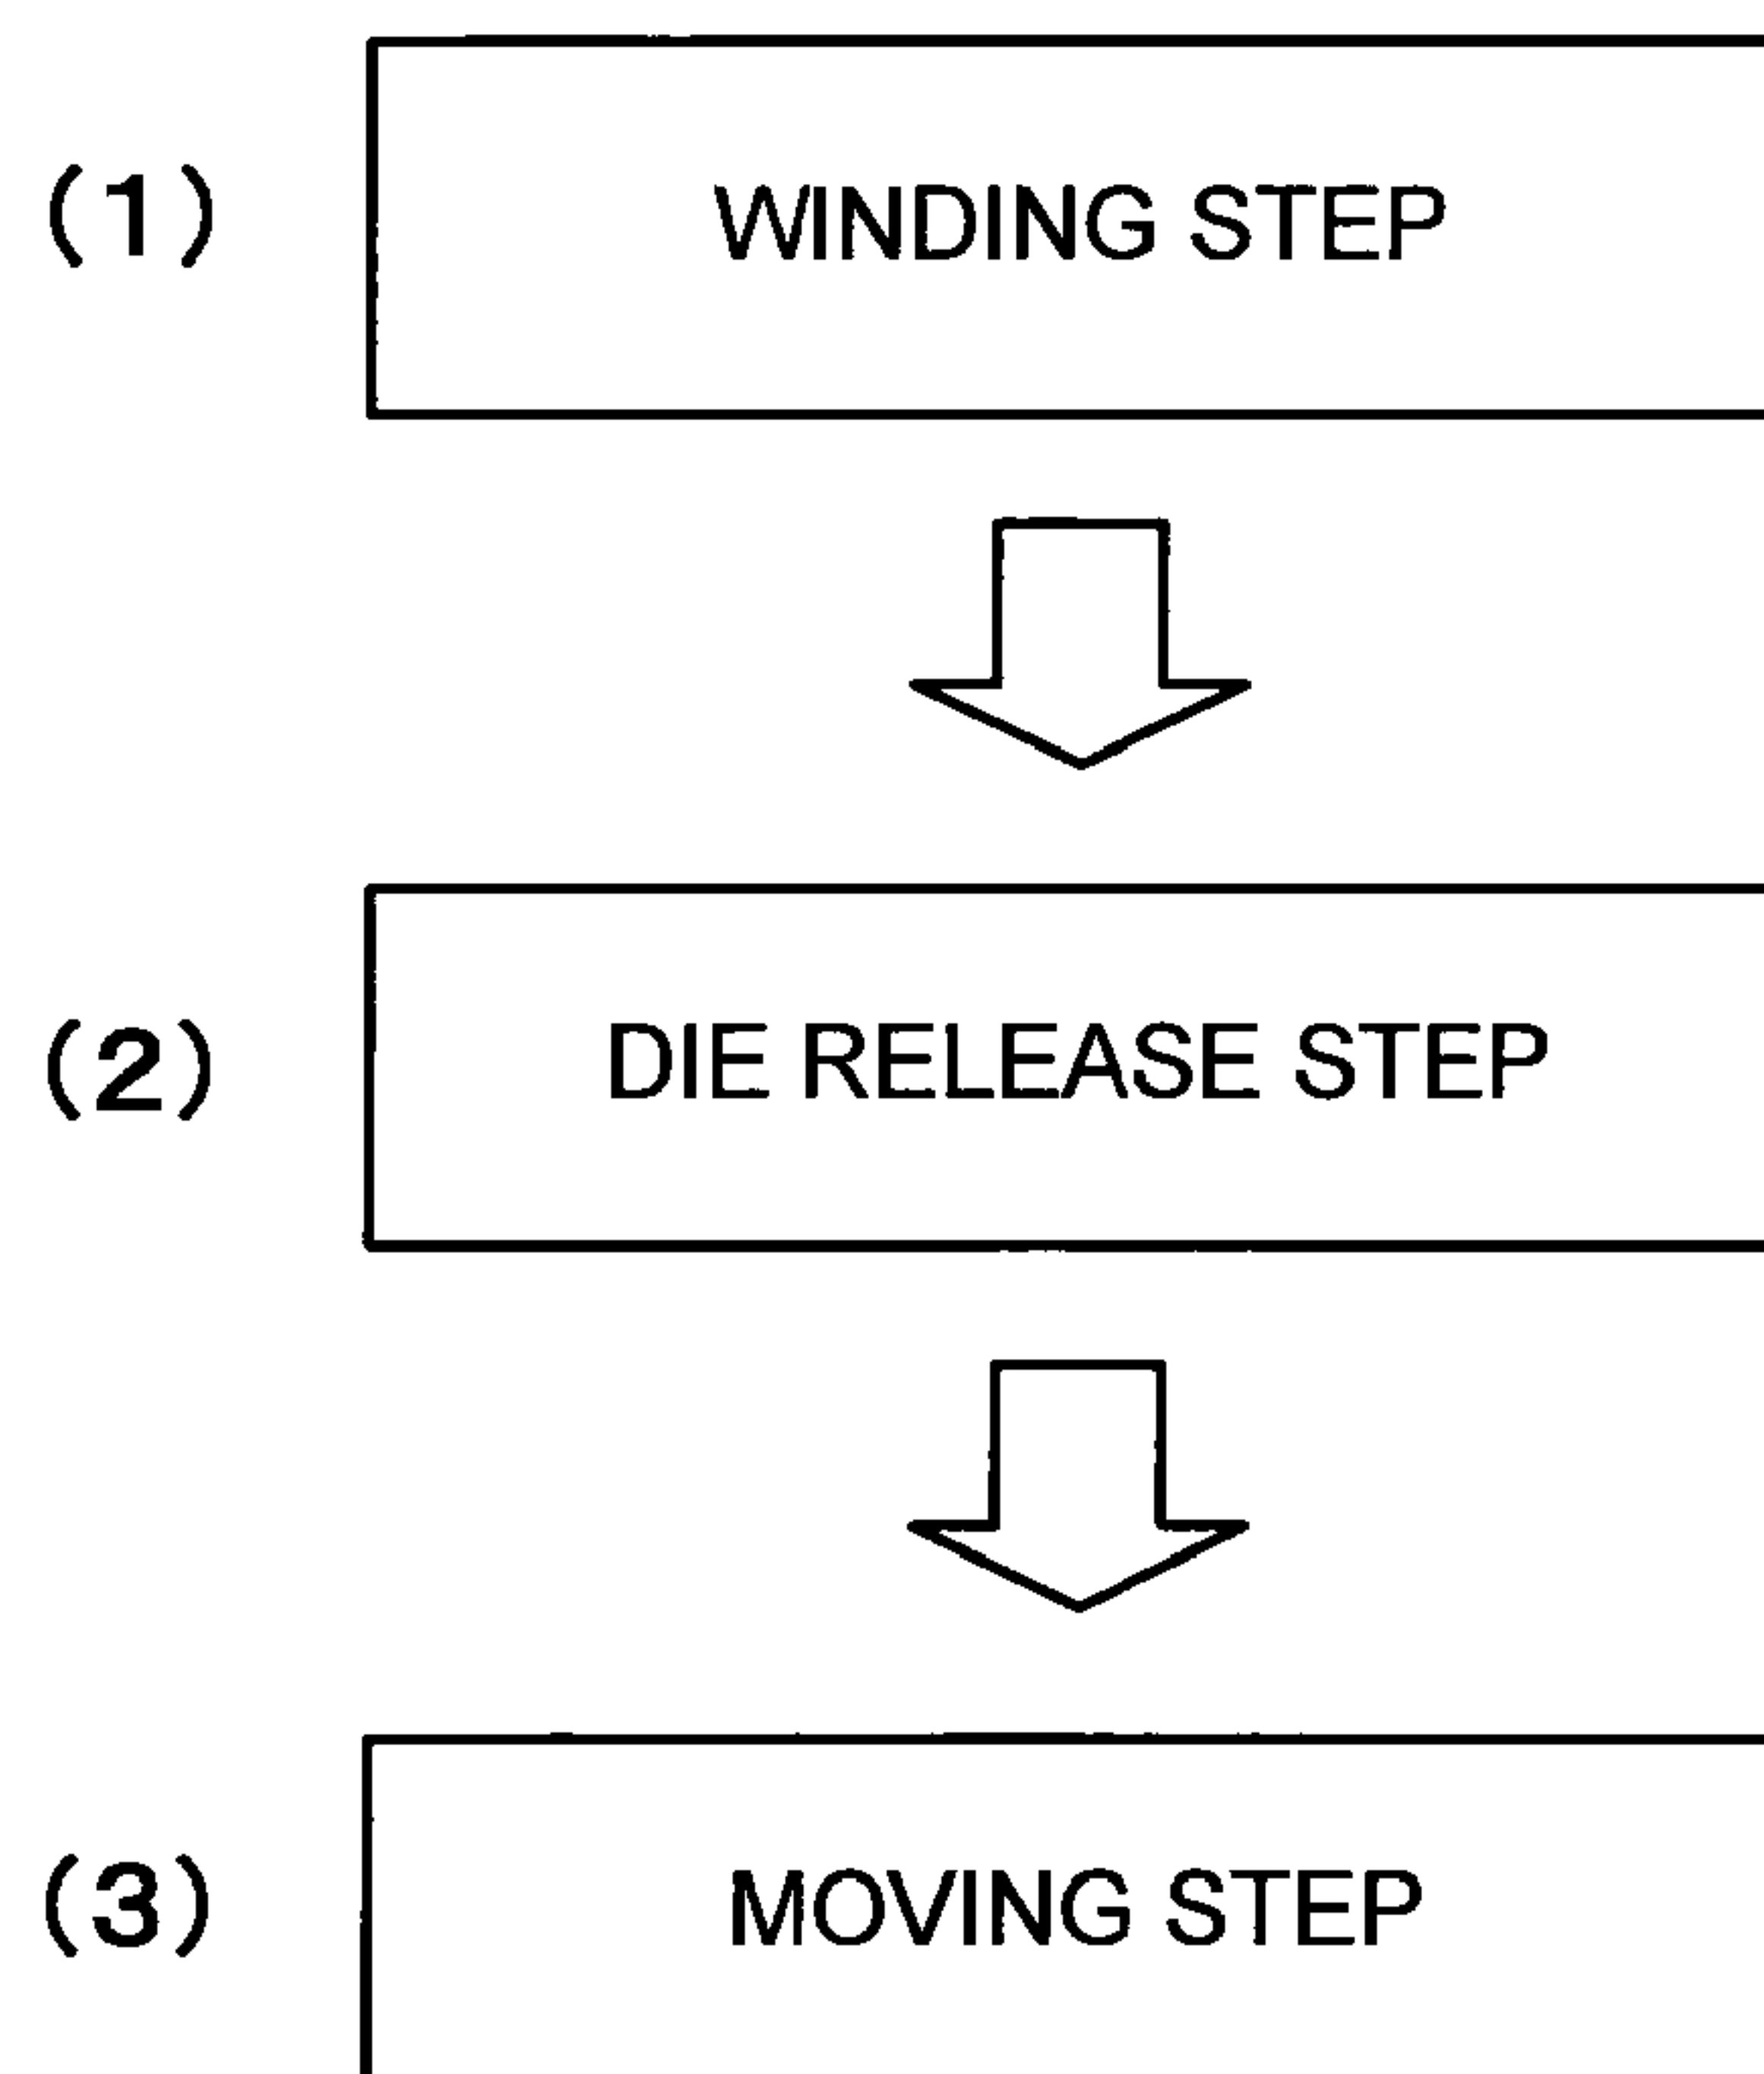 (1) WINDING STEP
(2) DIE RELEASE STEP
(3) MOVING STEP